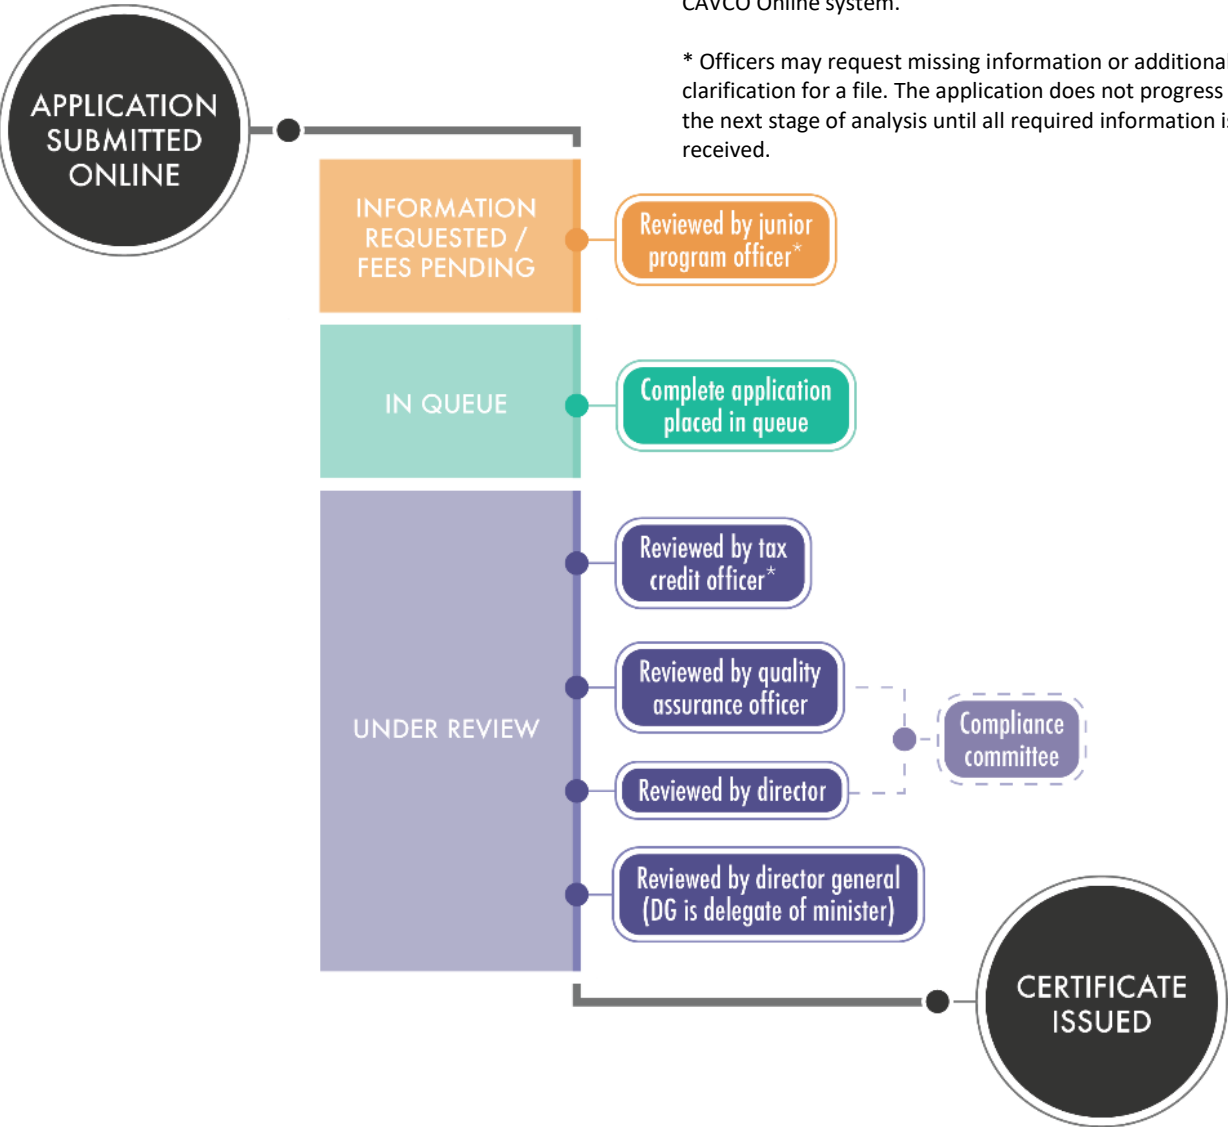 CAVCO Online system.
* Officers may request missing information or additional
clarification for a file. The application does not progress
the next stage of analysis until all required information is
received.
APPLICATION
SUBMITTED
ONLINE
INFORMATION
REQUESTED /
FEES PENDING
Reviewed by junior
program officer*
IN QUEUE
Complete application
placed in queue
UNDER REVIEW
Reviewed by tax
credit officer*
Reviewed by quality
assurance officer
Compliance
committee
Reviewed by director
Reviewed by director general
(DG is delegate of minister)
CERTIFICATE
ISSUED